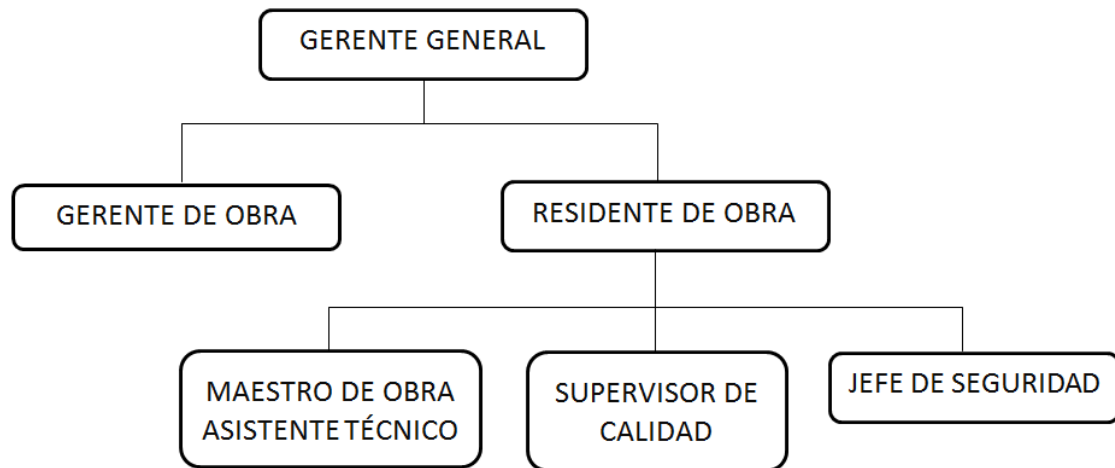 GERENTE GENERAL
GERENTE DE OBRA
RESIDENTE DE OBRA
MAESTRO DE OBRA
ASISTENTE TÉCNICO
SUPERVISOR DE
CALIDAD
JEFE DE SEGURIDAD